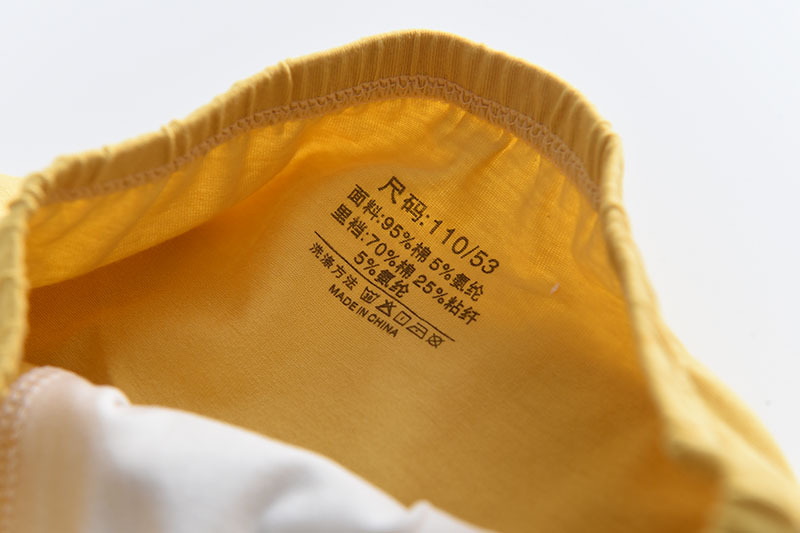 尺码:110/53
面料:95%棉 5%氨纶
里裆:70%棉 25%粘纤
5%氨纶
洗涤方法
MADE IN CHINA